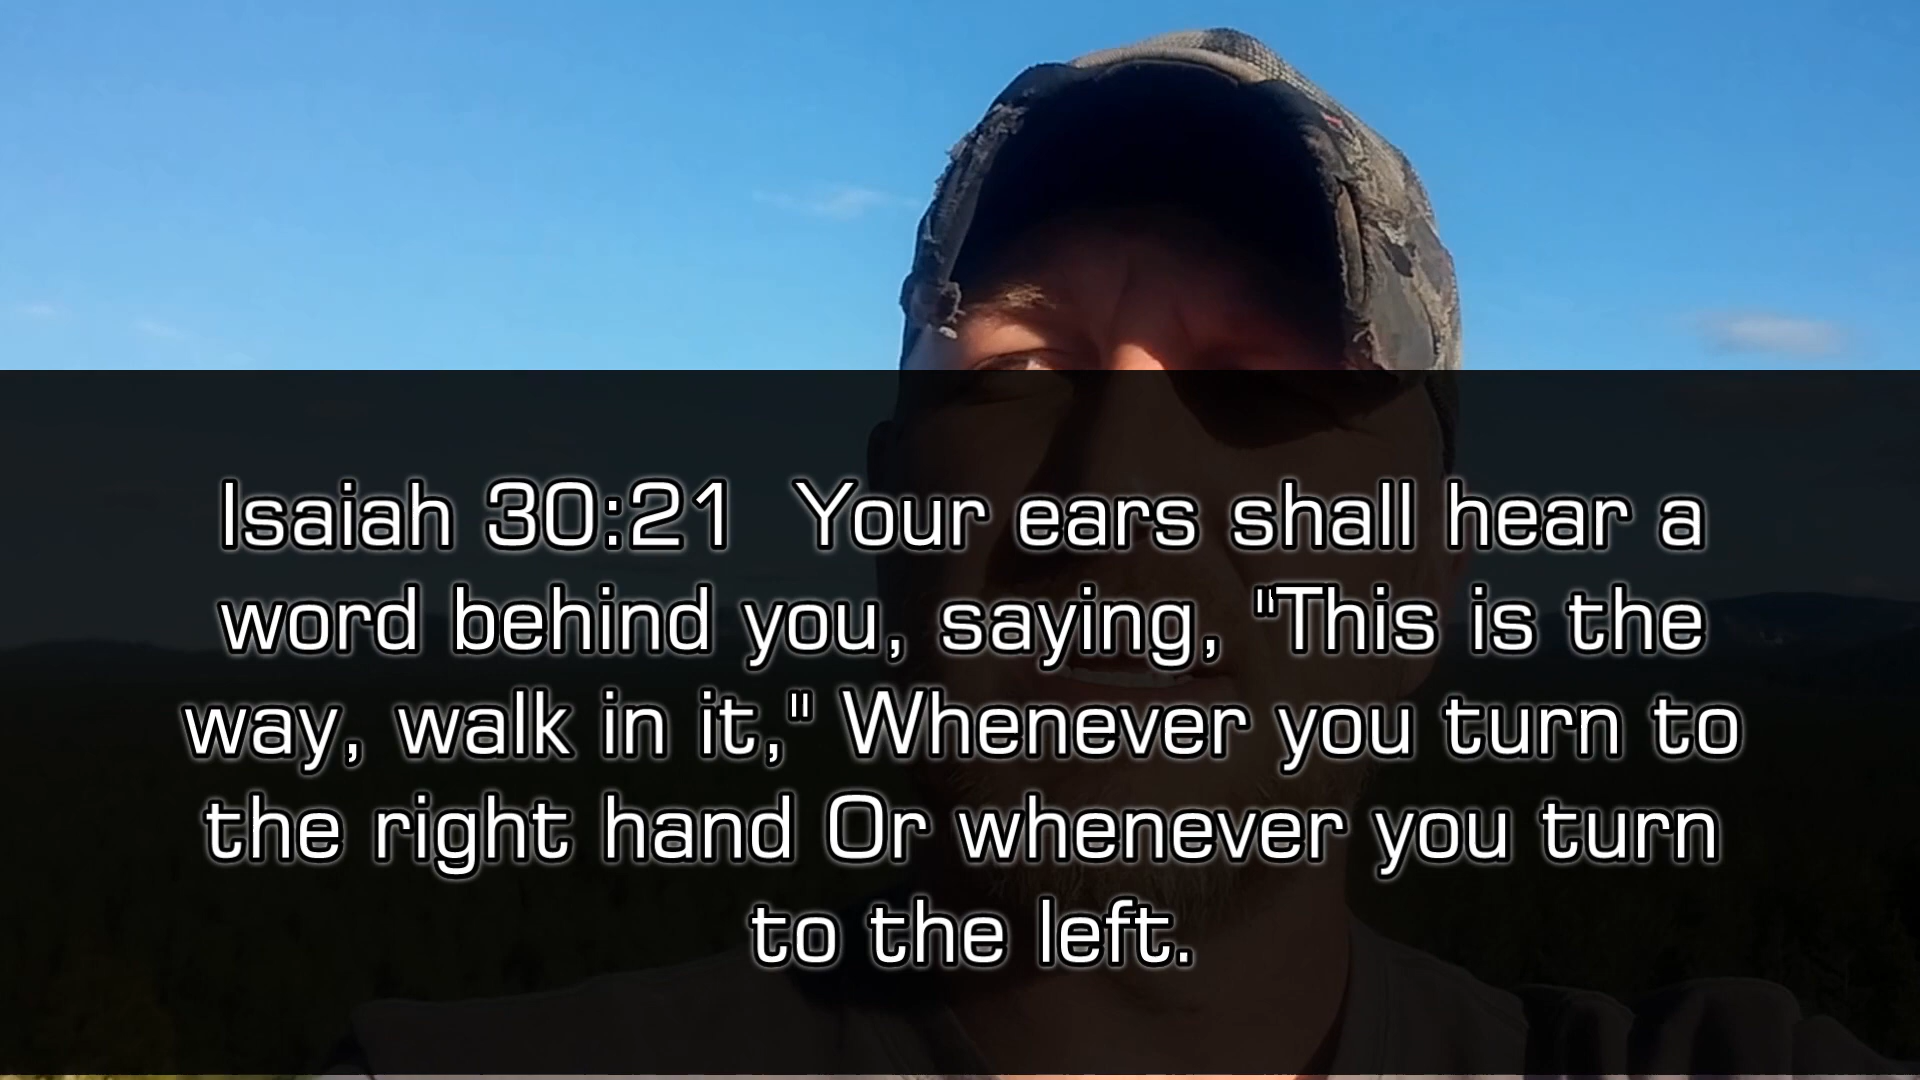 Isaiah 30:21  Your ears shall hear a
word behind you, saying, "This is the
way, walk in it," Whenever you turn to
the right hand Or whenever you turn
to the left.